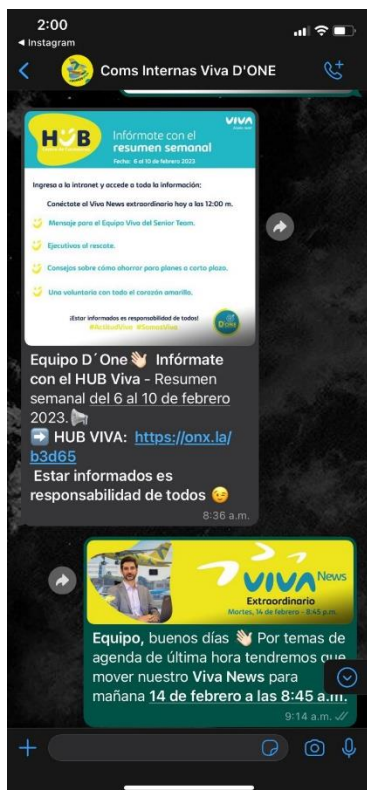 2:00
Instagram
Coms Internas Viva D'ONE
HUB
Infórmate con el
resumen semanal
Fecha: 6 al 10 de febrero 2023
VIVA
Ingresa a la intranet y accede a toda la información:
Conéctate al Viva News extraordinario hoy a las 12:00 m.
Mensaje para el Equipo Vivo del Senior Team.
Ejecutivos al rescate.
Consejos sobre cómo ahorrar para planes a corto plazo.
Una voluntaria con todo el corazón amarillo.
¡Estar informados es responsabilidad de todos!
#ActitudViva #SomosViva
D'ONE
Equipo D´One👋🏻 Infórmate
con el HUB Viva - Resumen
semanal del 6 al 10 de febrero
2023.📢
➡️ HUB VIVA: https://onx.la/
b3d65
Estar informados es
responsabilidad de todos 😉
8:36 a.m.
VIVA News
Extraordinario
Martes, 14 de febrero - 8:45 p.m.
Equipo, buenos días 👋🏻 Por temas de
agenda de última hora tendremos que
mover nuestro Viva News para
mañana 14 de febrero a las 8:45 a.m.
9:14 a.m.